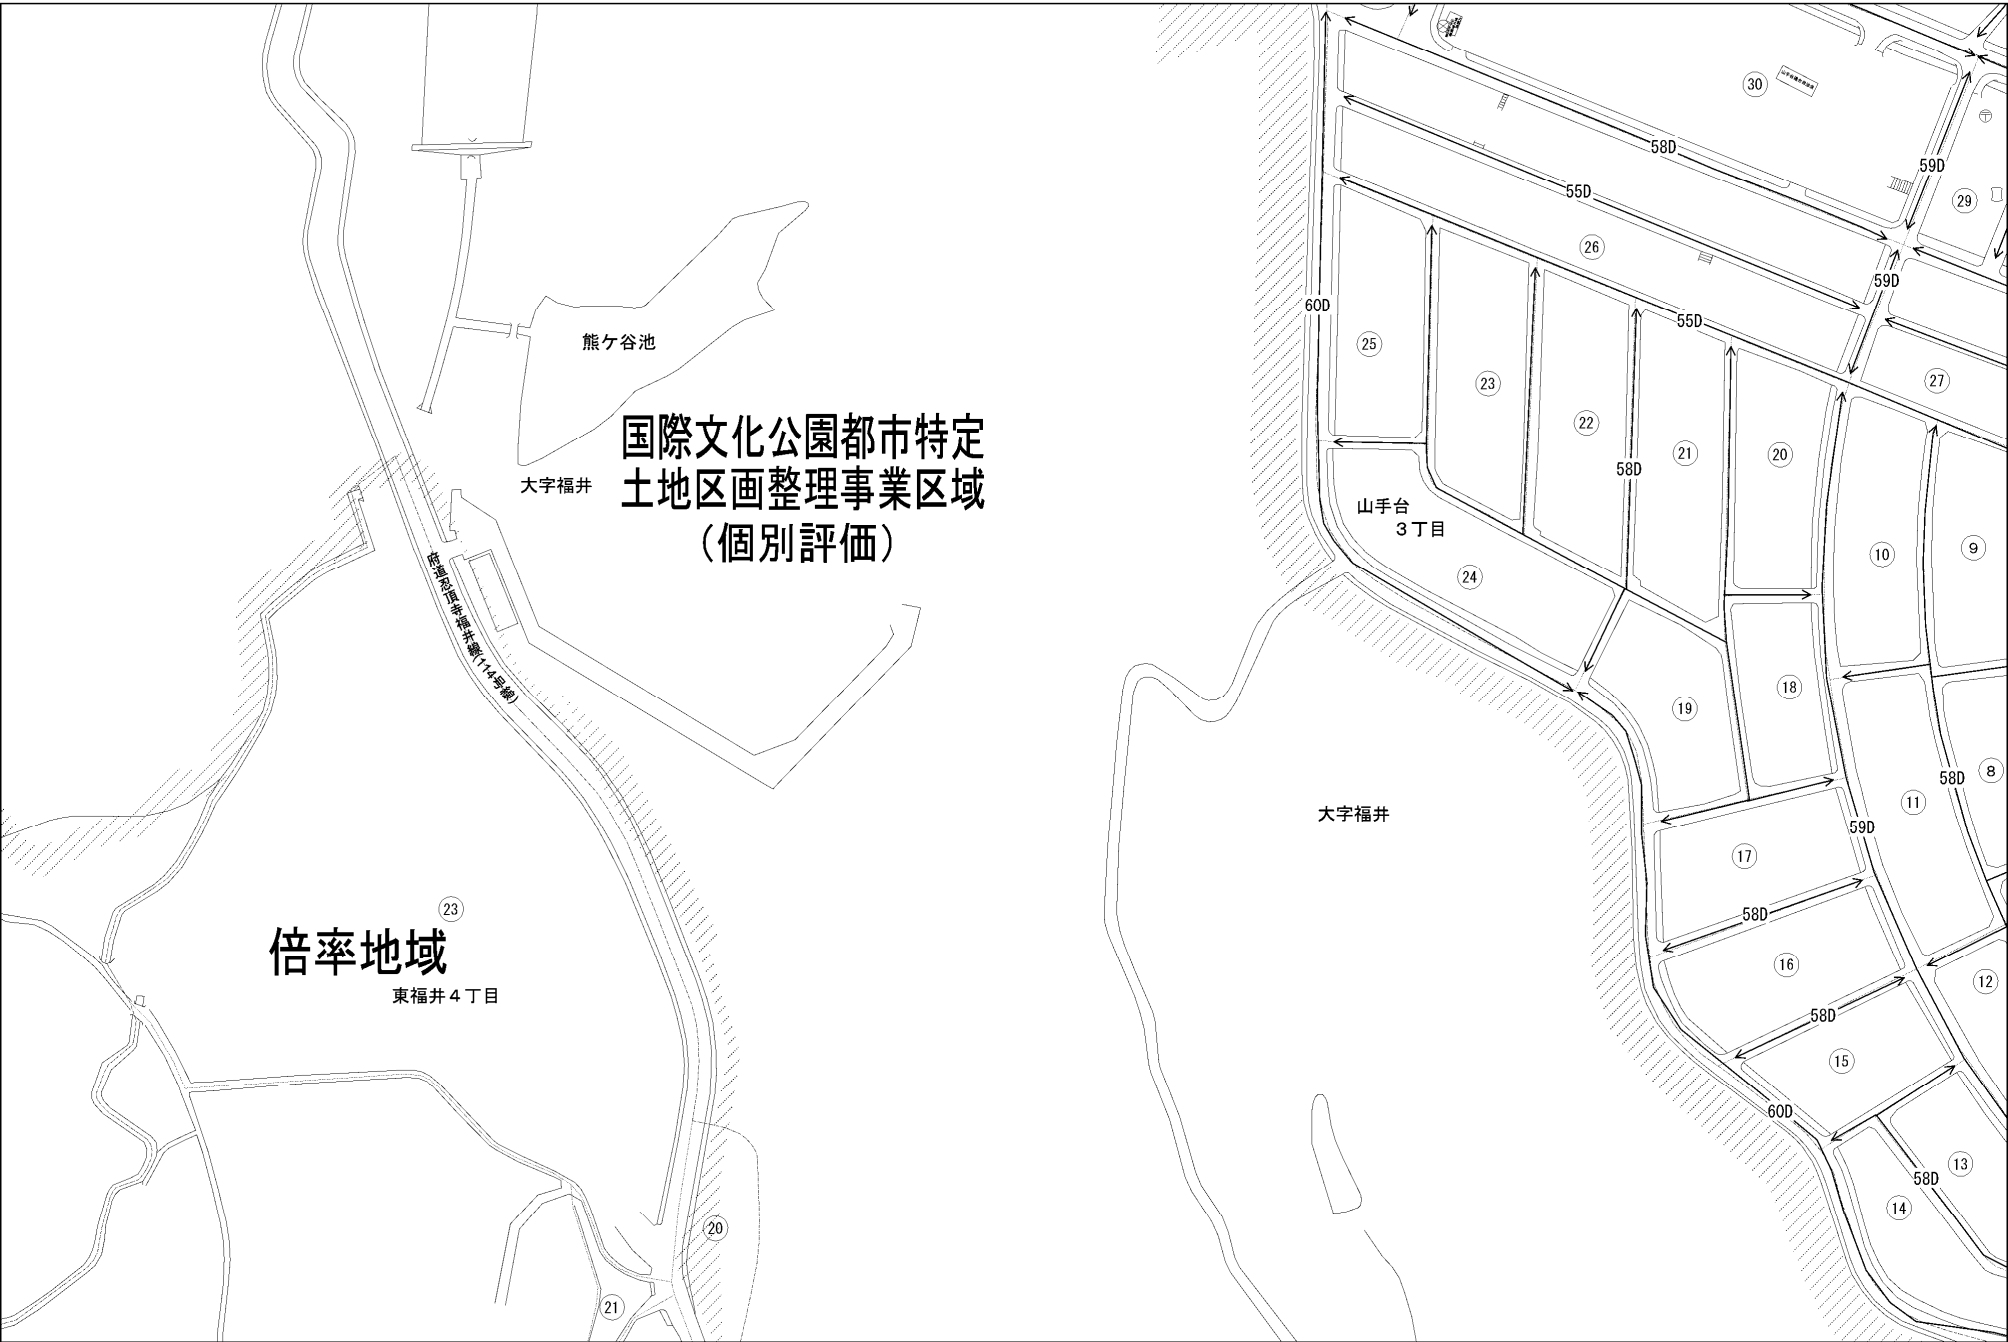 30
58D
59D
29
55D
26
59D
60D
55D
熊ケ谷池
25
23
27
22
国際文化公園都市特定
土地区画整理事業区域
(個別評価)
大字福井
21
20
58D
山手台
3丁目
10
9
24
府道忍頂寺福井線(114号線)
18
19
8
58D
11
大字福井
59D
17
23
58D
倍率地域
16
12
東福井4丁目
58D
15
60D
13
58D
14
20
21